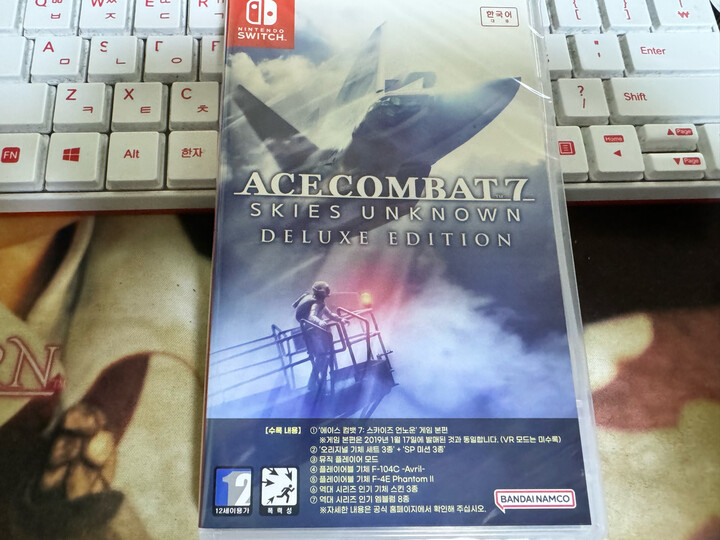 NINTENDO
SWITCH
한국어
ACE COMBAT 7
SKIES UNKNOWN
DELUXE EDITION
【수록 내용】 ① '에이스 컴뱃 7: 스카이즈 언노운' 게임 본편
※게임 본편은 2019년 1월 17일에 발매된 것과 동일합니다. (VR 모드는 미수록)
② '오리지널 기체 세트 3종' + 'SP 미션 3종'
③ 뮤직 플레이어 모드
④ 플레이어블 기체 F-104C -Avril-
⑤ 플레이어블 기체 F-4E Phantom II
⑥ 역대 시리즈 인기 기체 스킨 3종
⑦ 역대 시리즈 인기 엠블럼 8종
※자세한 내용은 공식 홈페이지에서 확인해 주십시오.
12
12세이용가
폭력성
BANDAI NAMCO
Z ㅋ
X ㅌ
C ㅊ
FN
Alt
한자
Enter
? /
Shift
Home
Page
Page